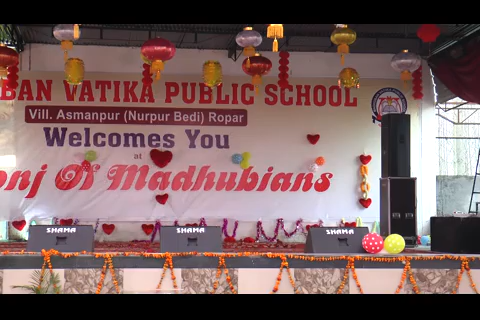 BAN VATIKA PUBLIC SCHOOL
Vill. Asmanpur (Nurpur Bedi) Ropar
Welcomes You
at
onj Of Madhubians
SHAMA
SHAMA
SHAMA